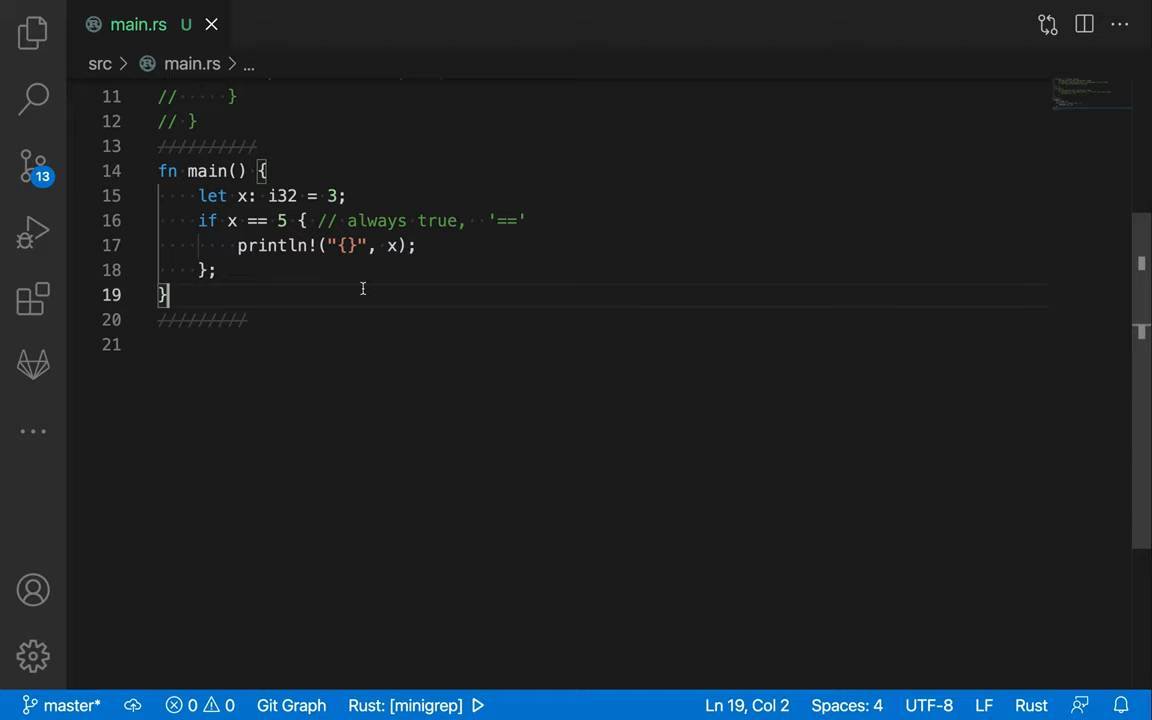 main.rs U
src > main.rs > ...
11 // ····· }
12 // · }
13 //////////
14 fn main() {
15 ····let x: i32 = 3;
16 ····if x == 5 { // always true,  '=='
17 ········println!("{}", x);
18 ····};
19 }
20 /////////
21
13
master* 0 0 Git Graph Rust: [minigrep] Ln 19, Col 2 Spaces: 4 UTF-8 LF Rust